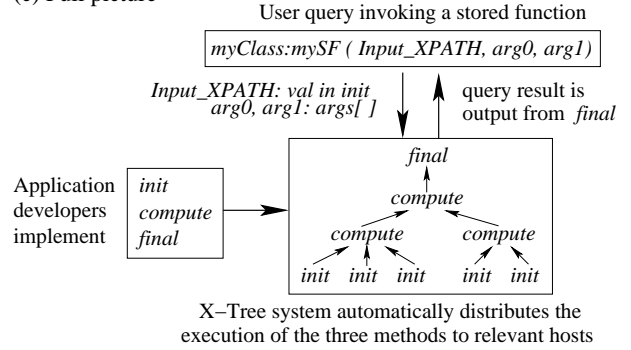 User query invoking a stored function
myClass:mySF ( Input_XPATH, arg0, arg1)
Input_XPATH: val in init
arg0, arg1: args[ ]
query result is
output from final
Application
developers
implement
init
compute
final
final
compute
compute compute
init init init init init
X–Tree system automatically distributes the
execution of the three methods to relevant hosts